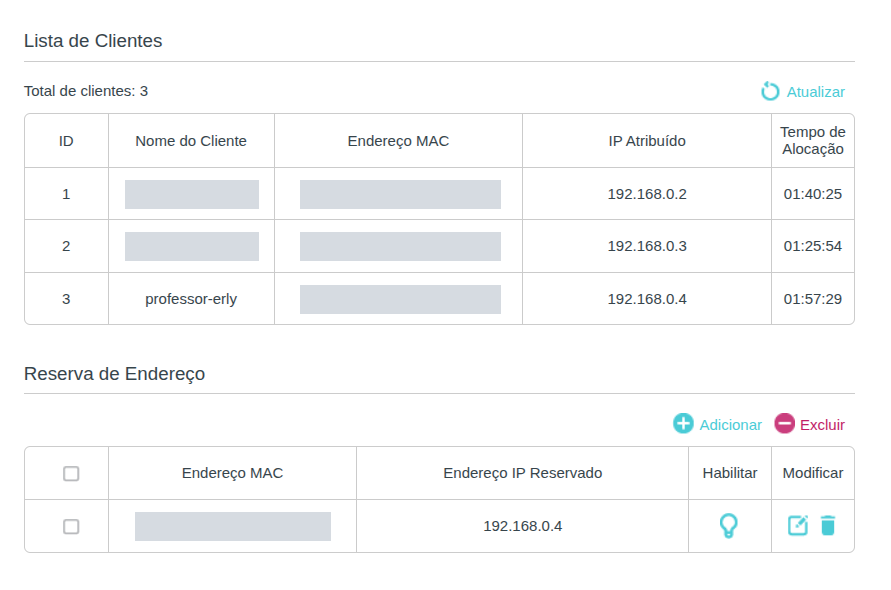 Lista de Clientes
Total de clientes: 3
Atualizar
ID Nome do Cliente Endereço MAC IP Atribuído Tempo de Alocação
1 192.168.0.2 01:40:25
2 192.168.0.3 01:25:54
3 professor-erly 192.168.0.4 01:57:29
Reserva de Endereço
Adicionar Excluir
Endereço MAC Endereço IP Reservado Habilitar Modificar
192.168.0.4